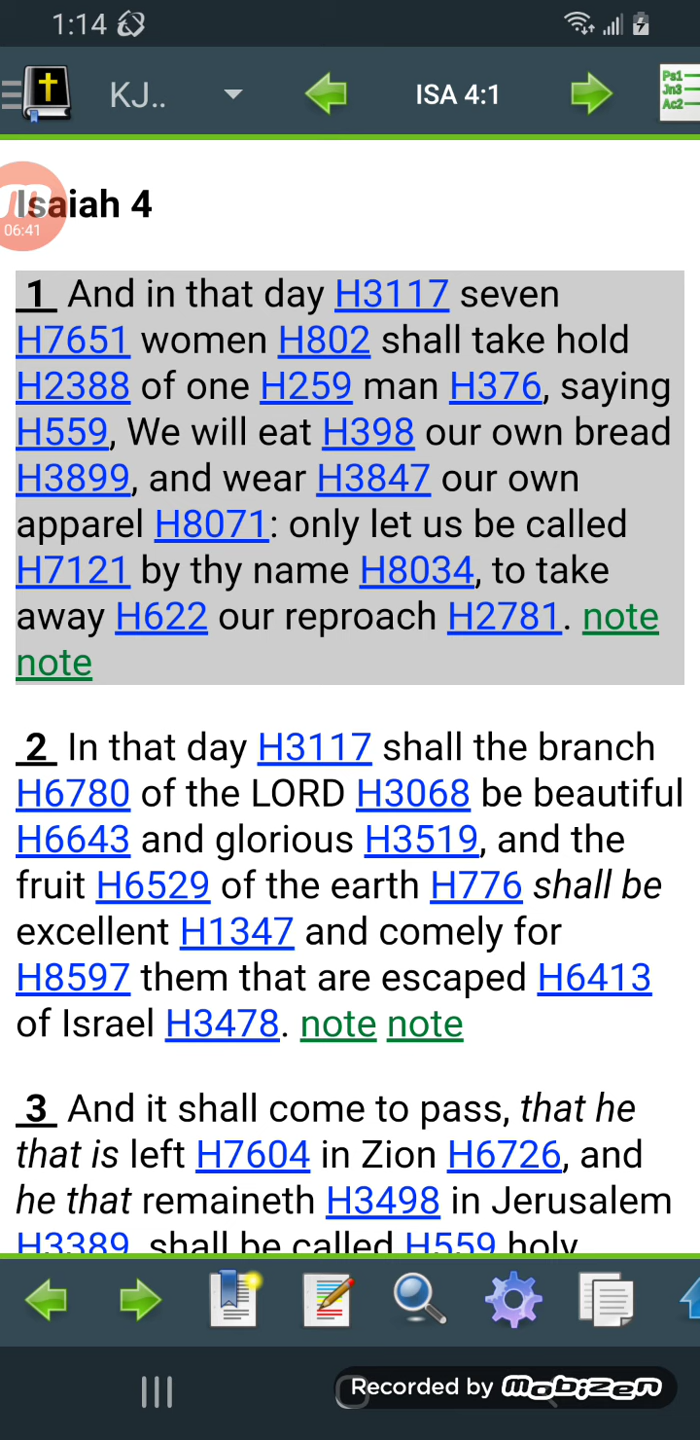 1:14
KJ..
ISA 4:1
Ps1
Jn3
Ac2
Isaiah 4
06:41
1 And in that day H3117 seven
H7651 women H802 shall take hold
H2388 of one H259 man H376, saying
H559, We will eat H398 our own bread
H3899, and wear H3847 our own
apparel H8071: only let us be called
H7121 by thy name H8034, to take
away H622 our reproach H2781. note
note
2 In that day H3117 shall the branch
H6780 of the LORD H3068 be beautiful
H6643 and glorious H3519, and the
fruit H6529 of the earth H776 shall be
excellent H1347 and comely for
H8597 them that are escaped H6413
of Israel H3478. note note
3 And it shall come to pass, that he
that is left H7604 in Zion H6726, and
he that remaineth H3498 in Jerusalem
H3389, shall be called H559 holy
Recorded by Mobizen